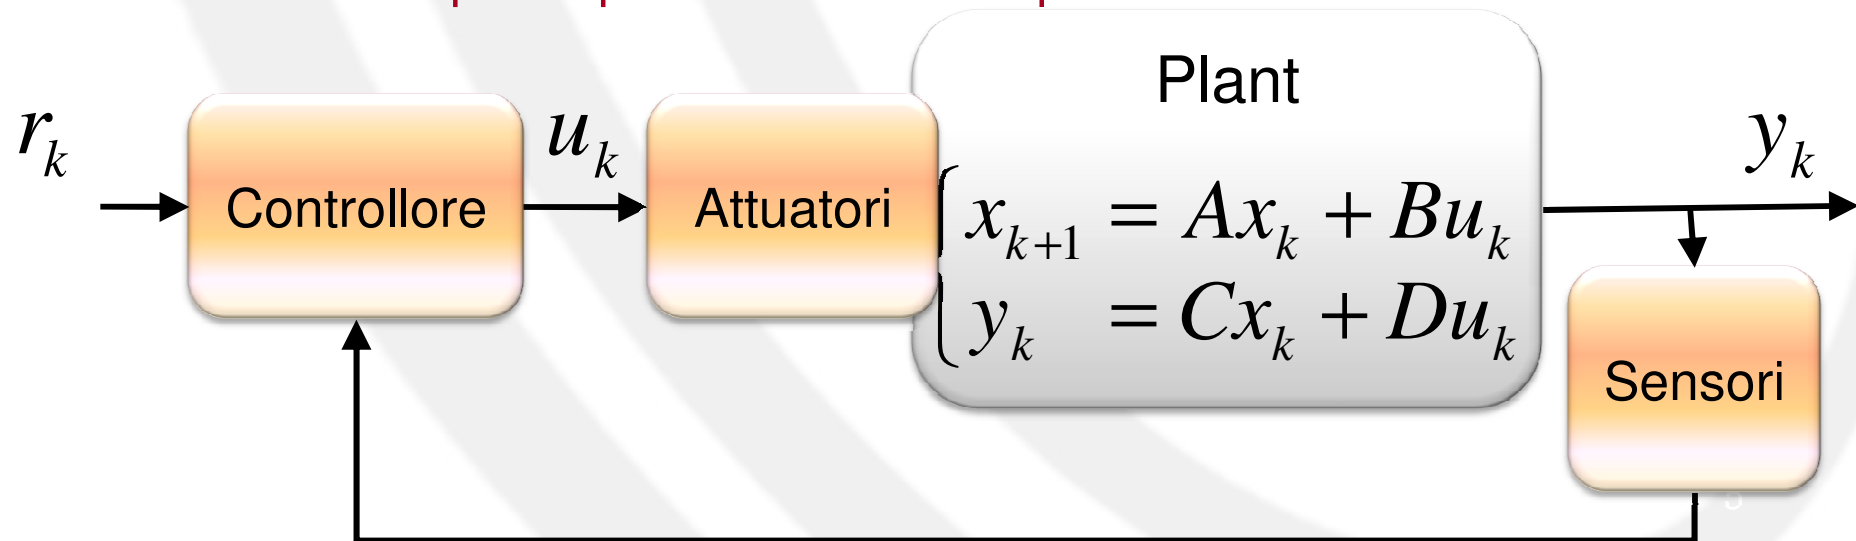 Plant
r_k
Controllore
u_k
Attuatori
x_{k+1} = Ax_k + Bu_k
y_k = Cx_k + Du_k
y_k
Sensori